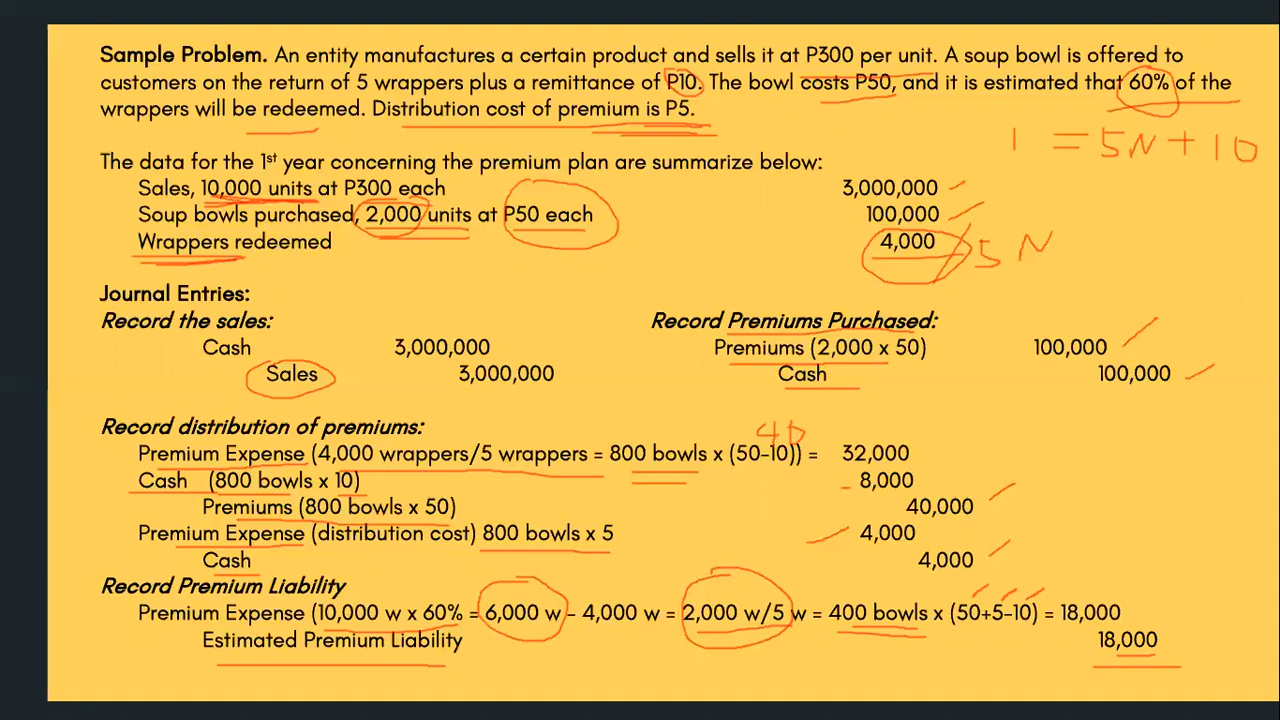 Sample Problem. An entity manufactures a certain product and sells it at P300 per unit. A soup bowl is offered to
customers on the return of 5 wrappers plus a remittance of P10. The bowl costs P50, and it is estimated that 60% of the
wrappers will be redeemed. Distribution cost of premium is P5.
1 = 5N + 10
The data for the 1st year concerning the premium plan are summarize below:
Sales, 10,000 units at P300 each 3,000,000
Soup bowls purchased, 2,000 units at P50 each 100,000
Wrappers redeemed 4,000 /5 N
Journal Entries:
Record the sales: Record Premiums Purchased:
Cash 3,000,000 Premiums (2,000 x 50) 100,000
Sales 3,000,000 Cash 100,000
Record distribution of premiums:
40
Premium Expense (4,000 wrappers/5 wrappers = 800 bowls x (50-10)) = 32,000
Cash (800 bowls x 10) 8,000
Premiums (800 bowls x 50) 40,000
Premium Expense (distribution cost) 800 bowls x 5 4,000
Cash 4,000
Record Premium Liability
Premium Expense (10,000 w x 60% = 6,000 w - 4,000 w = 2,000 w/5 w = 400 bowls x (50+5-10) = 18,000
Estimated Premium Liability 18,000